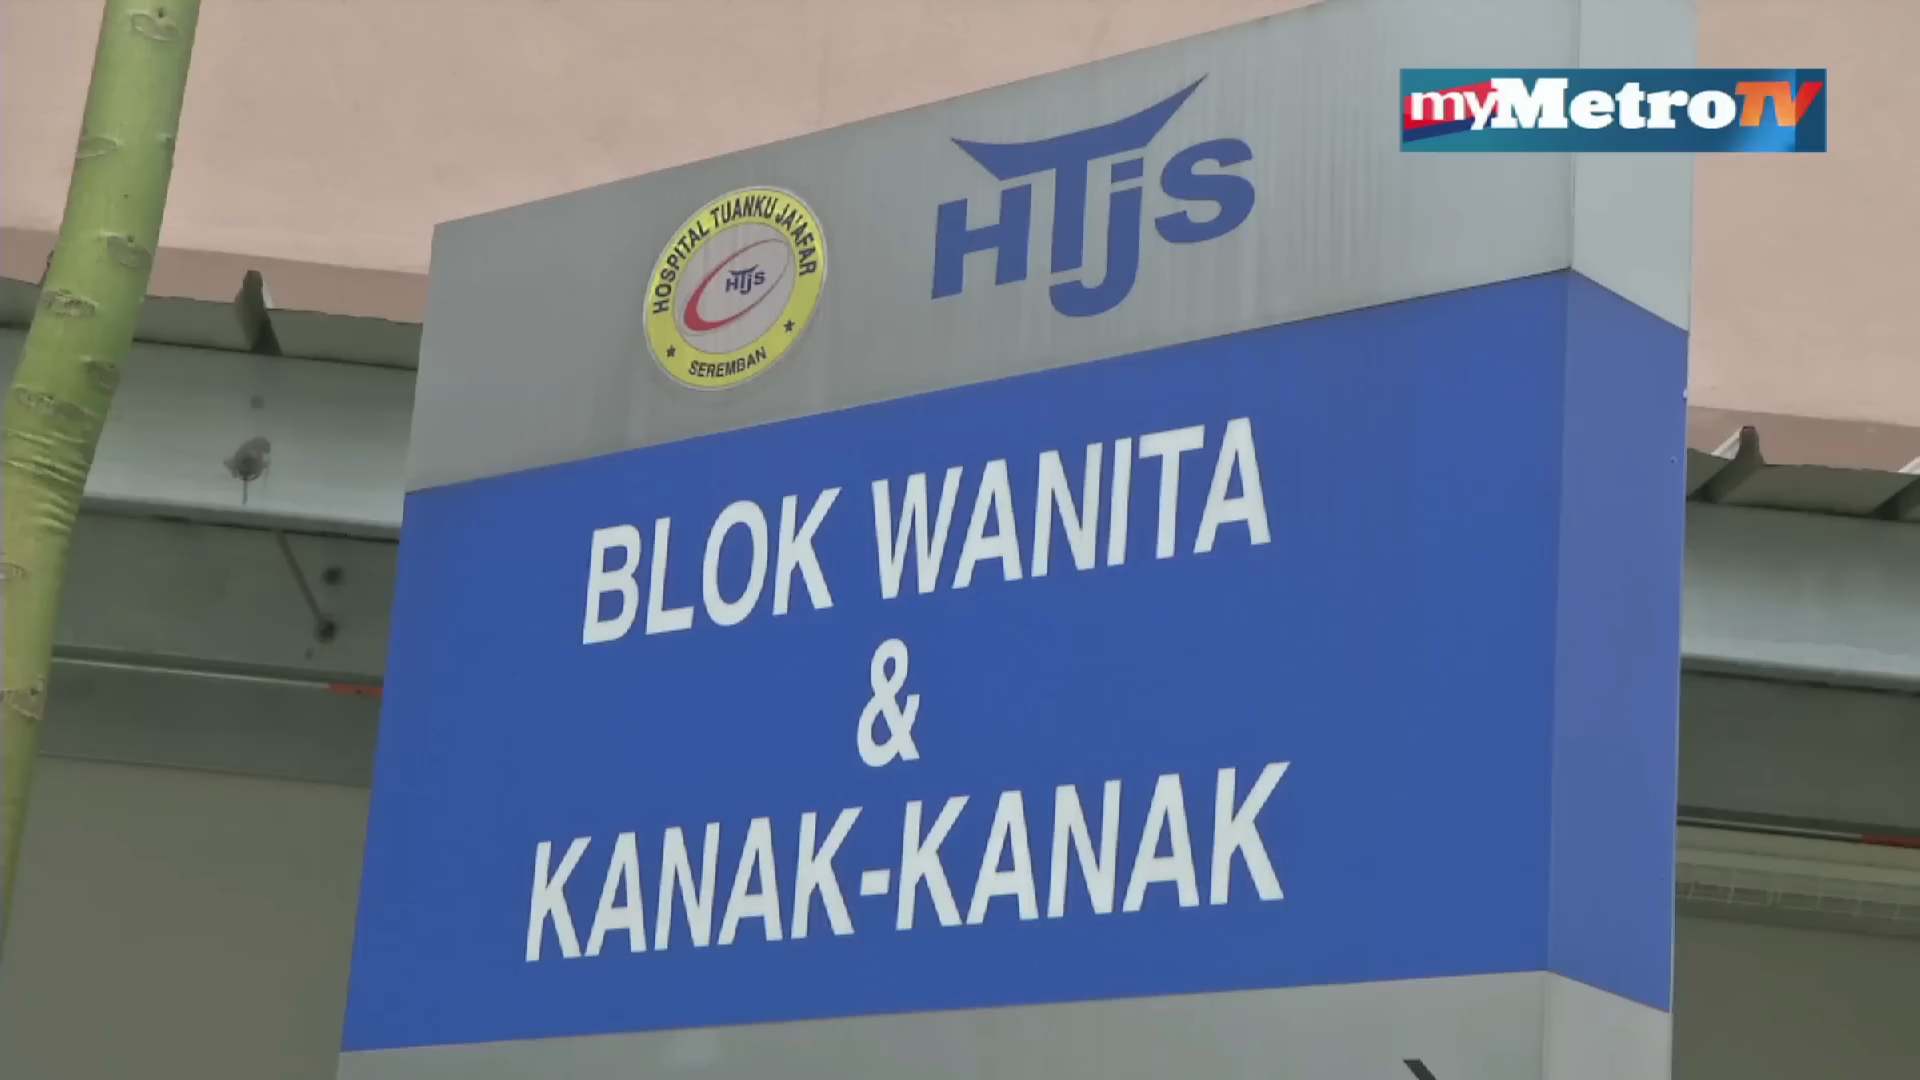 myMetroTV
HOSPITAL TUANKU JA'AFAR
HTjS
SEREMBAN
HTjS
BLOK WANITA
&
KANAK-KANAK